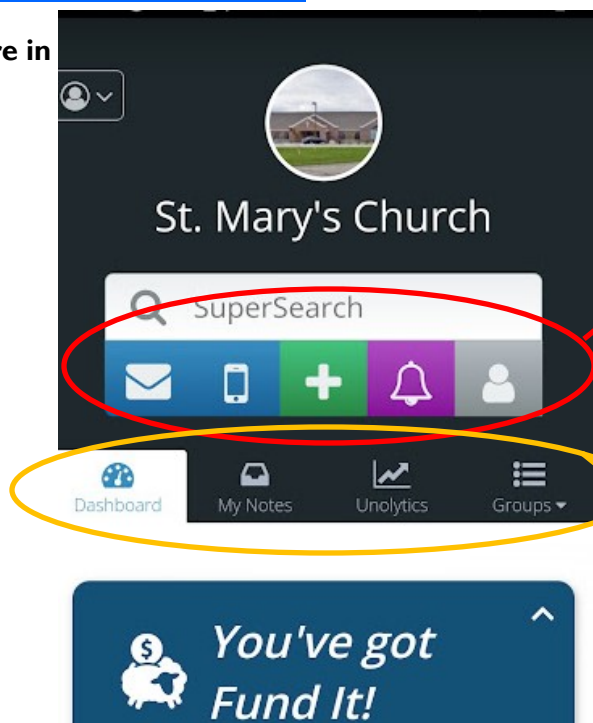 re in
St. Mary's Church
SuperSearch
Dashboard My Notes Unolytics Groups
You've got
Fund It!